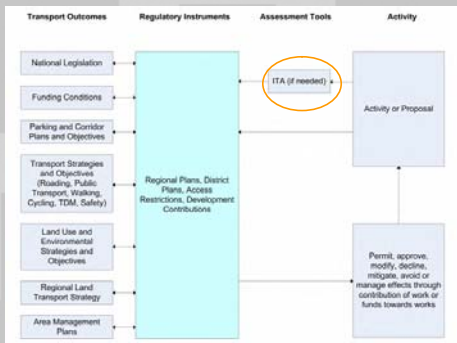 Transport Outcomes
Regulatory Instruments
Assessment Tools
Activity
National Legislation
Funding Conditions
Parking and Corridor
Plans and Objectives
Transport Strategies
and Objectives
(Roading, Public
Transport, Walking,
Cycling, TDM, Safety)
Land Use and
Environmental
Strategies and
Objectives
Regional Land
Transport Strategy
Area Management
Plans
Regional Plans, District
Plans, Access
Restrictions, Development
Contributions
ITA (if needed)
Activity or Proposal
Permit, approve,
modify, decline,
mitigate, avoid or
manage effects through
contribution of work or
funds towards works